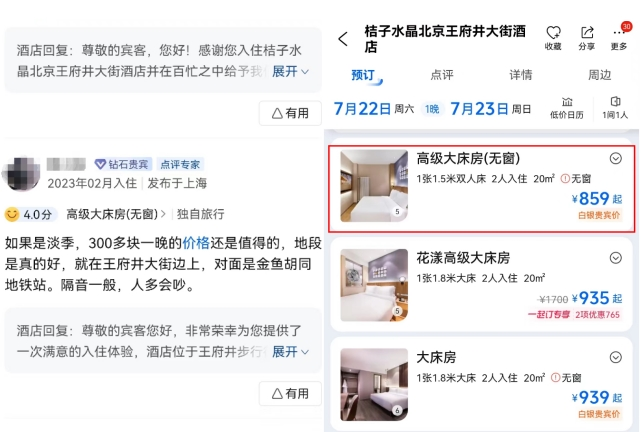 酒店回复：尊敬的宾客，您好！感谢您入住桔子水
晶北京王府井大街酒店并在百忙之中给予我
展开
有用
钻石贵宾
点评专家
2023年02月入住
发布于上海
4.0分
高级大床房(无窗)
独自旅行
如果是淡季，300多块一晚的价格还是值得的，地段
是真的好，就在王府井大街边上，对面是金鱼胡同
地铁站。隔音一般，人多会吵。
酒店回复：尊敬的宾客您好，非常荣幸为您提供了
一次满意的入住体验，酒店位于王府井步行
展开
有用
桔子水晶北京王府井大街酒
店
收藏
分享
30
更多
预订
点评
详情
周边
7月22日 周六
1晚
7月23日 周日
低价日历
1间1人
高级大床房(无窗)
1张1.5米双人床 2人入住 20㎡ 无窗
¥859起
白银贵宾价
5
花漾高级大床房
1张1.8米大床 2人入住 20㎡
¥1700 ¥935起
一起订专享 2项优惠765
5
大床房
1张1.8米大床 2人入住 20㎡ 无窗
¥939起
白银贵宾价
6